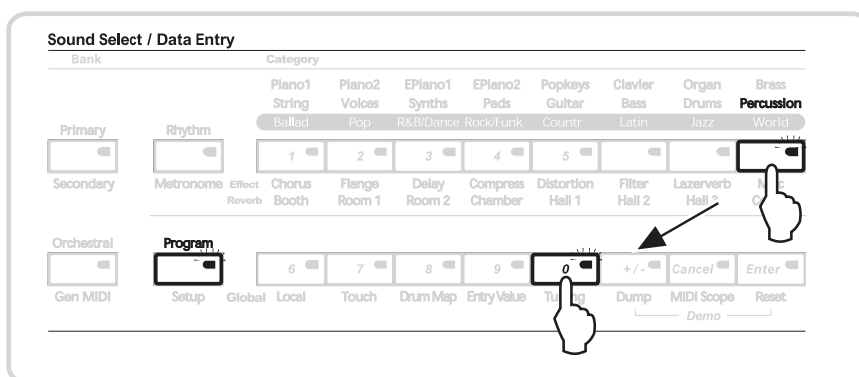 Sound Select / Data Entry
Bank Category
Piano1 Piano2 EPiano1 EPiano2 Popkeys Clavier Organ Brass
String Voices Synths Pads Guitar Bass Drums Percussion
Primary Rhythm Ballad Pop R&B/Dance Rock/Funk Countr Latin Jazz World
1 2 3 4 5
Secondary Metronome Effect Chorus Flange Delay Compress Distortion Filter Lazerverb
Reverb Booth Room 1 Room 2 Chamber Hall 1 Hall 2 Hall
Orchestral Program
6 7 8 9 0 +/- Cancel Enter
Gen MIDI Setup Global Local Touch Drum Map Entry Value Dump MIDI Scope Reset
Demo